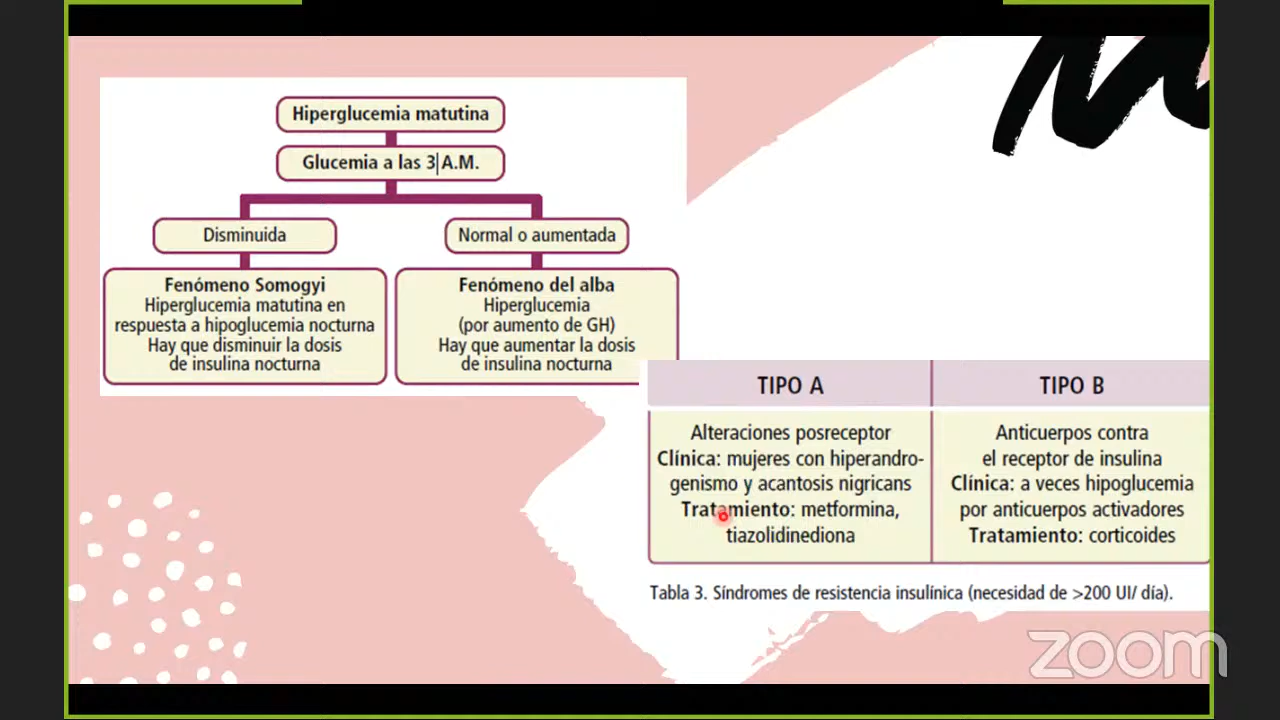 Hiperglucemia matutina
Glucemia a las 3 A.M.
Disminuida
Normal o aumentada
Fenómeno Somogyi
Hiperglucemia matutina en
respuesta a hipoglucemia nocturna
Hay que disminuir la dosis
de insulina nocturna
Fenómeno del alba
Hiperglucemia
(por aumento de GH)
Hay que aumentar la dosis
de insulina nocturna
TIPO A
TIPO B
Alteraciones posreceptor
Clínica: mujeres con hiperandro-
genismo y acantosis nigricans
Tratamiento: metformina,
tiazolidinediona
Anticuerpos contra
el receptor de insulina
Clínica: a veces hipoglucemia
por anticuerpos activadores
Tratamiento: corticoides
Tabla 3. Síndromes de resistencia insulínica (necesidad de >200 UI/ día).
zoom